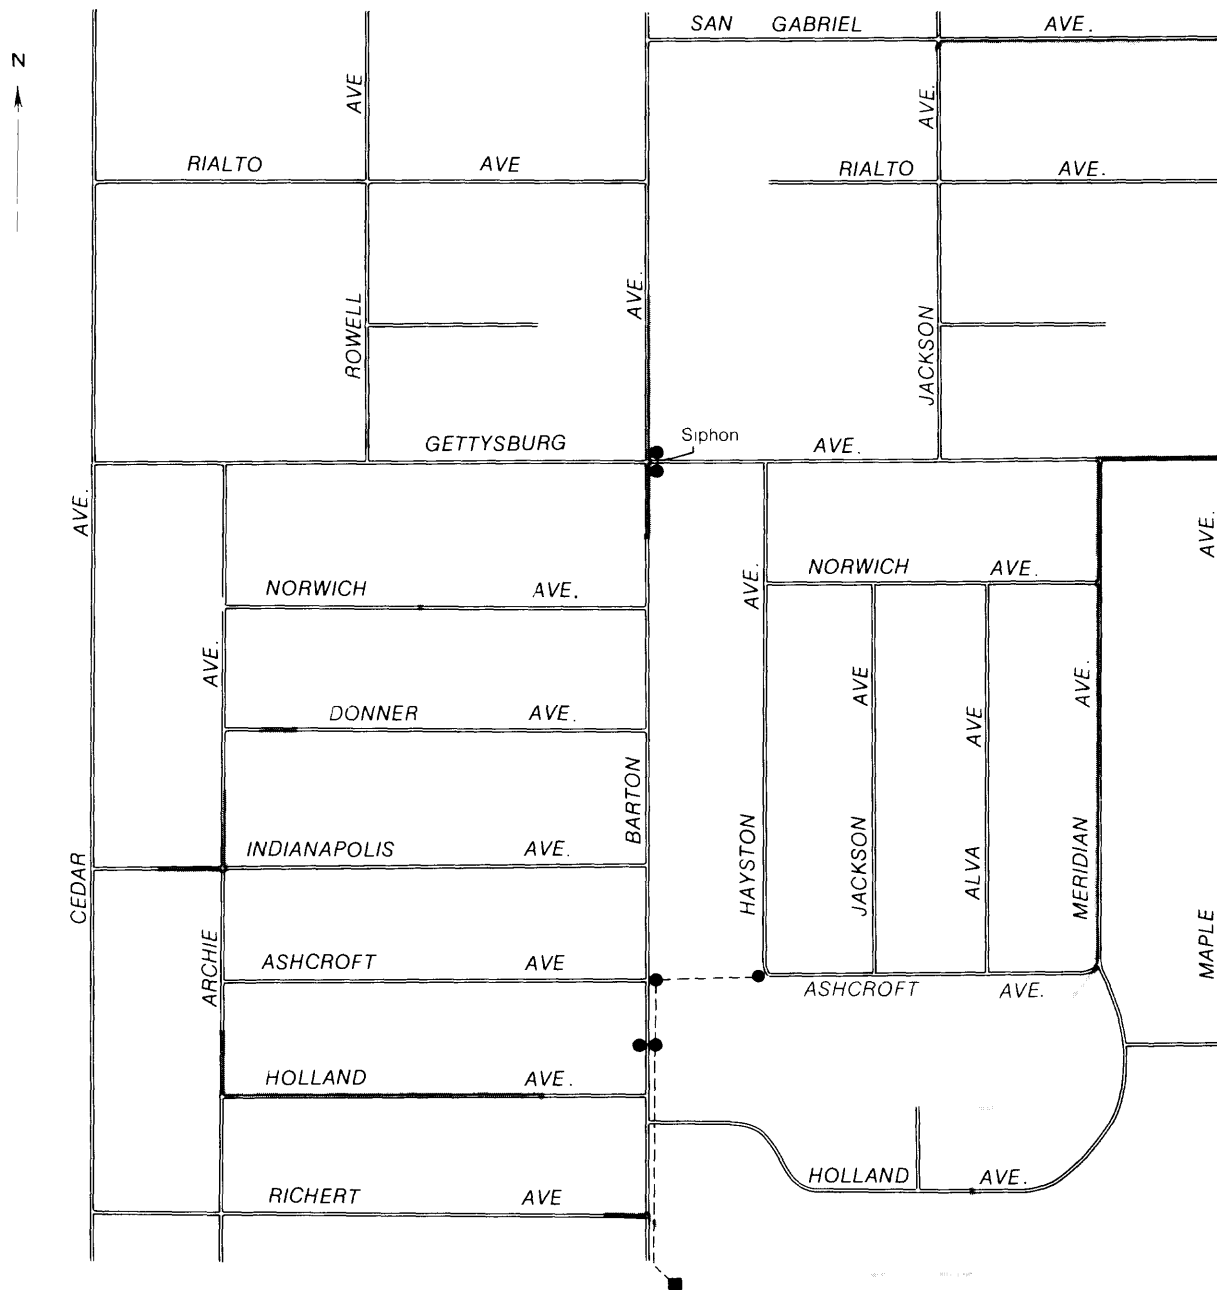 SAN GABRIEL AVE.
N
AVE
AVE.
RIALTO AVE
RIALTO AVE.
AVE.
ROWELL
JACKSON
GETTYSBURG AVE.
Siphon
AVE.
AVE.
NORWICH AVE.
NORWICH AVE.
AVE.
AVE.
AVE
AVE
AVE.
DONNER AVE.
BARTON
INDIANAPOLIS AVE.
CEDAR
HAYSTON
JACKSON
ALVA
MERIDIAN
MAPLE
ARCHIE
ASHCROFT AVE
ASHCROFT AVE.
HOLLAND AVE.
HOLLAND AVE.
RICHERT AVE